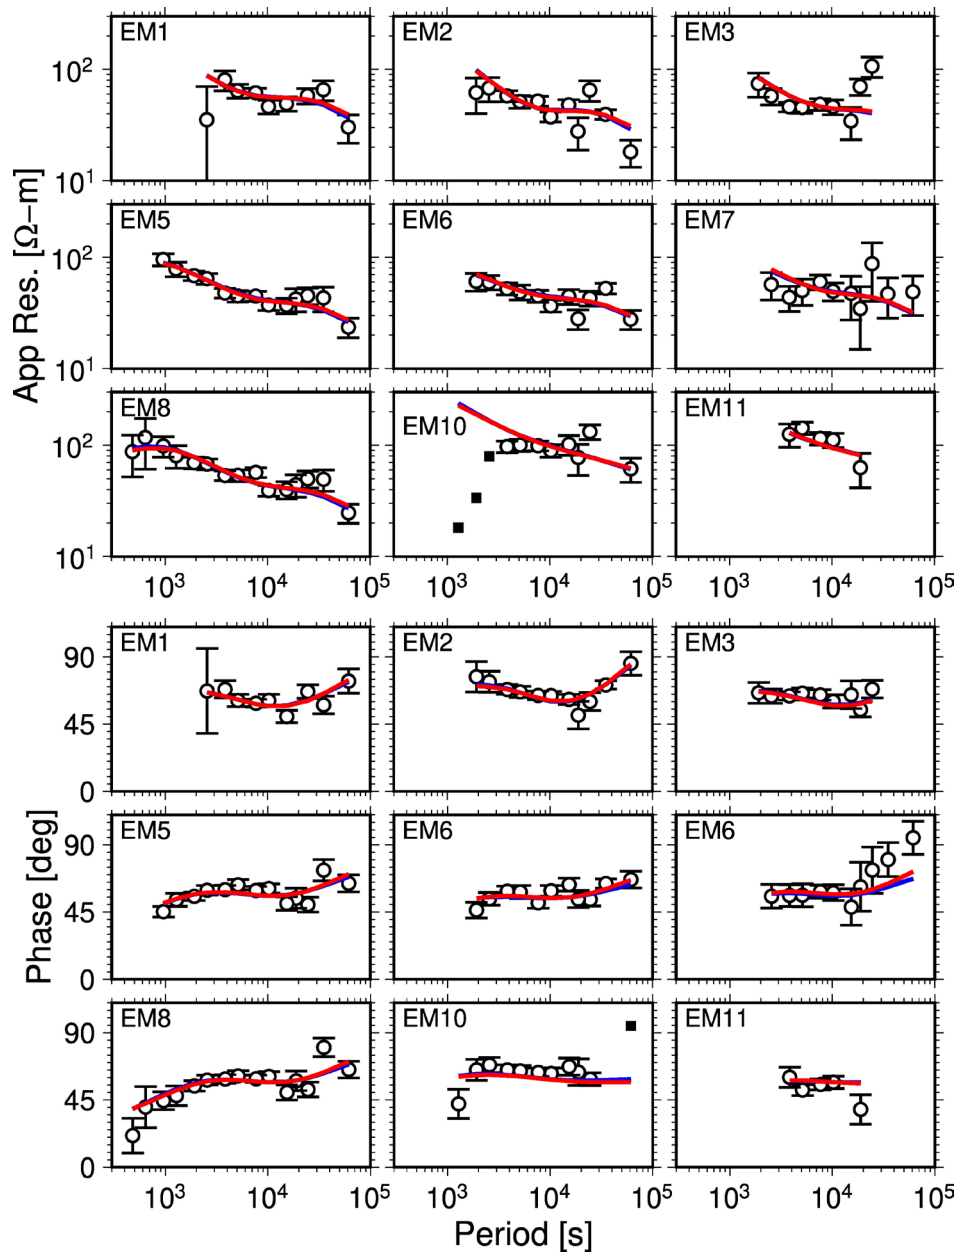 EM1 EM2 EM3
10²
10¹
EM5 EM6 EM7
10²
10¹
EM8 EM10 EM11
10²
10¹
10³ 10⁴ 10⁵ 10³ 10⁴ 10⁵ 10³ 10⁴ 10⁵
App Res. [Ω−m]
EM1 EM2 EM3
90
45
0
EM5 EM6 EM6
90
45
0
EM8 EM10 EM11
90
45
0
10³ 10⁴ 10⁵ 10³ 10⁴ 10⁵ 10³ 10⁴ 10⁵
Phase [deg]
Period [s]